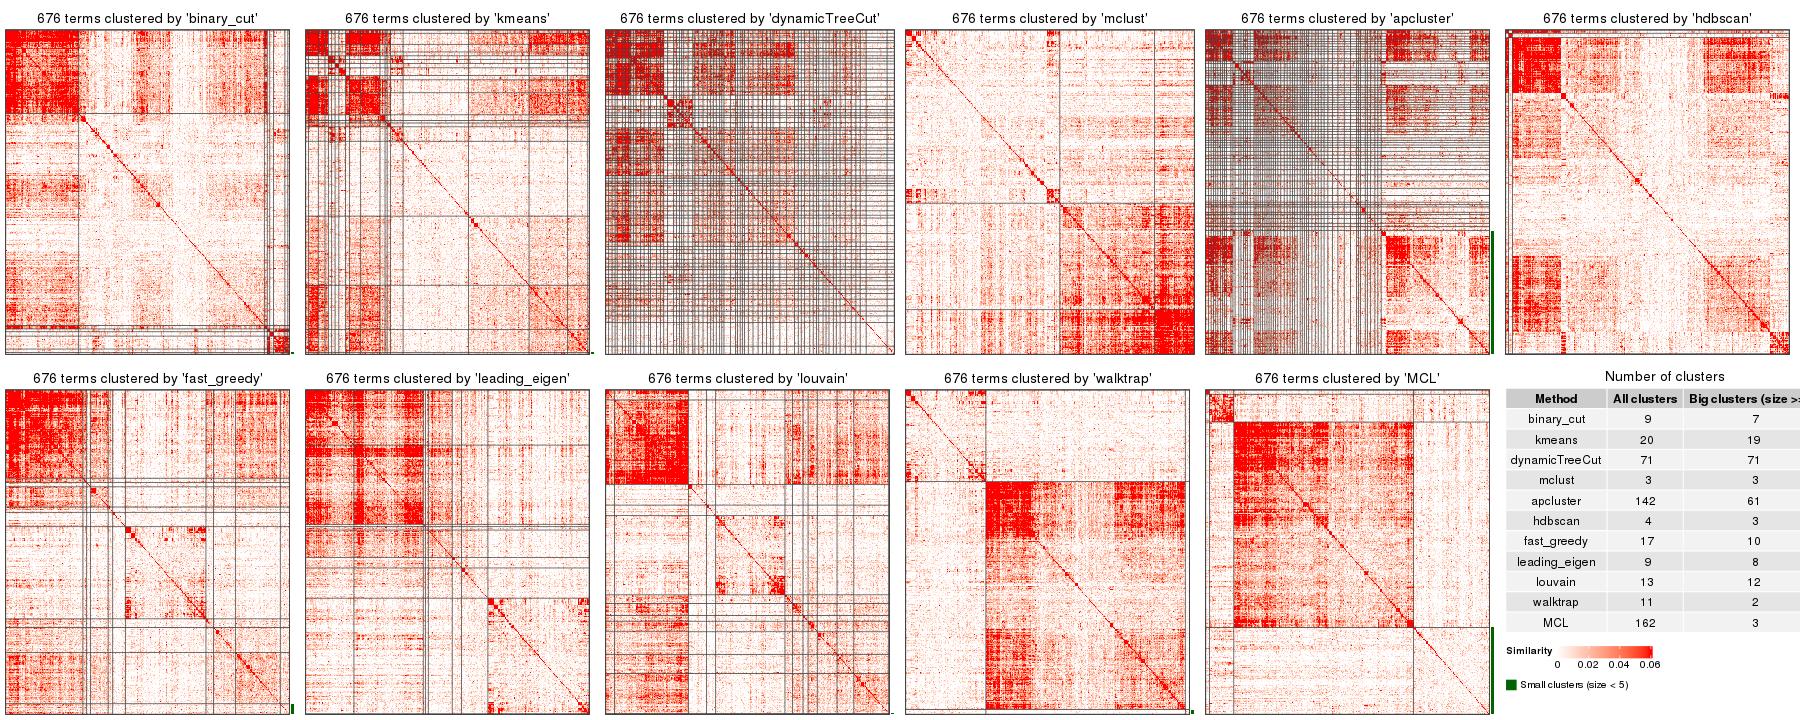 676 terms clustered by 'binary_cut'
676 terms clustered by 'kmeans'
676 terms clustered by 'dynamicTreeCut'
676 terms clustered by 'mclust'
676 terms clustered by 'apcluster'
676 terms clustered by 'hdbscan'
676 terms clustered by 'fast_greedy'
676 terms clustered by 'leading_eigen'
676 terms clustered by 'louvain'
676 terms clustered by 'walktrap'
676 terms clustered by 'MCL'
Number of clusters
Method All clusters Big clusters (size >=
binary_cut 9 7
kmeans 20 19
dynamicTreeCut 71 71
mclust 3 3
apcluster 142 61
hdbscan 4 3
fast_greedy 17 10
leading_eigen 9 8
louvain 13 12
walktrap 11 2
MCL 162 3
Similarity
0 0.02 0.04 0.06
Small clusters (size < 5)